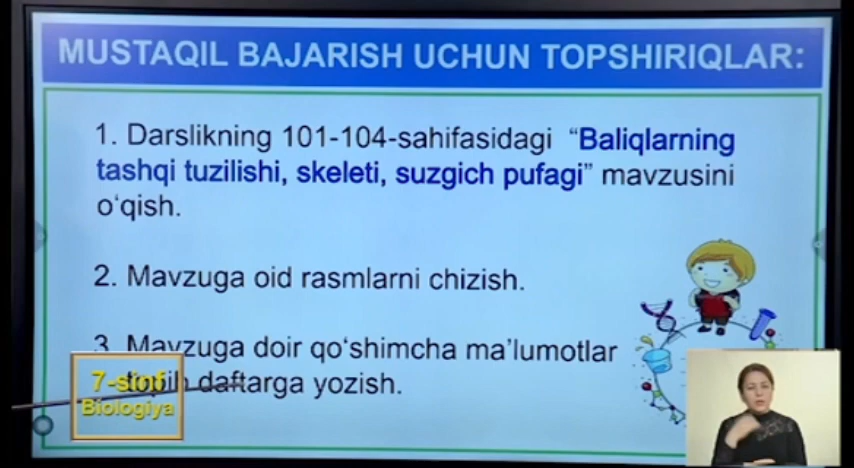 MUSTAQIL BAJARISH UCHUN TOPSHIRIQLAR:
1. Darslikning 101-104-sahifasidagi “Baliqlarning
tashqi tuzilishi, skeleti, suzgich pufagi” mavzusini
o‘qish.
2. Mavzuga oid rasmlarni chizish.
3. Mavzuga doir qo‘shimcha ma’lumotlar
topib daftarga yozish.
7-sinf
Biologiya